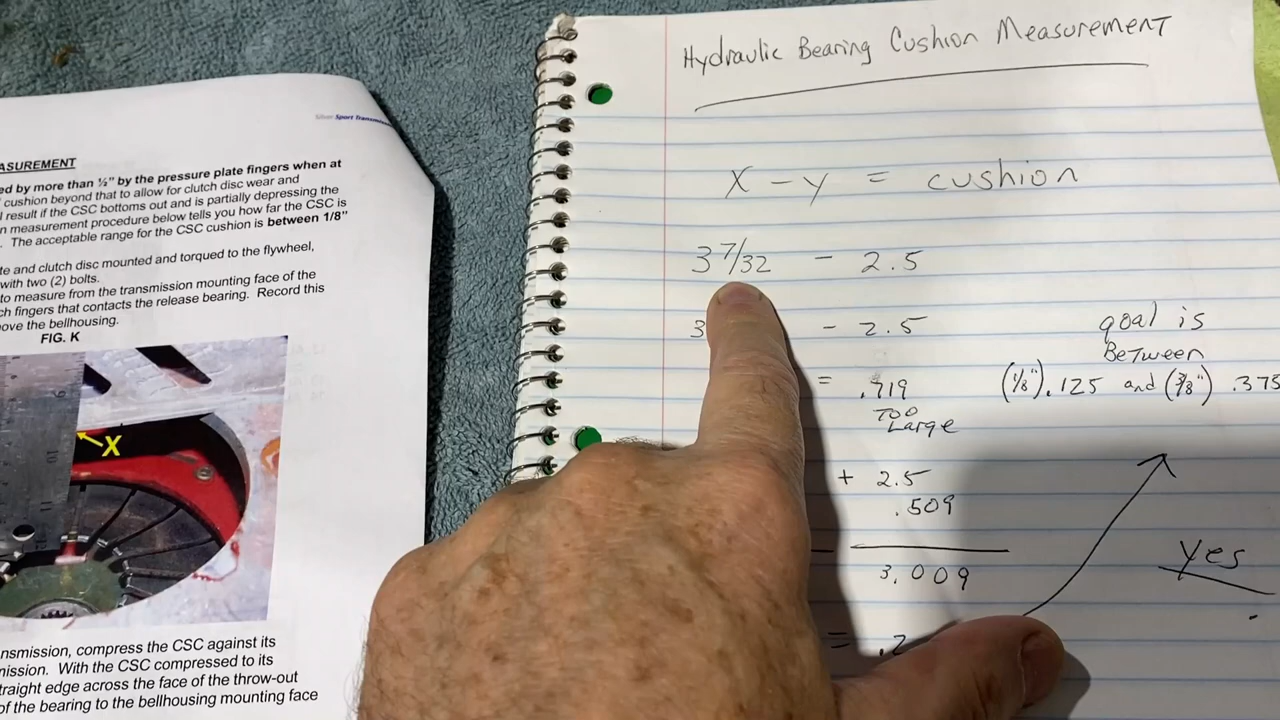 Silver Sport Transmissions
ASUREMENT
ed by more than ½" by the pressure plate fingers when at
cushion beyond that to allow for clutch disc wear and
l result if the CSC bottoms out and is partially depressing the
n measurement procedure below tells you how far the CSC is
. The acceptable range for the CSC cushion is between 1/8"
te and clutch disc mounted and torqued to the flywheel,
with two (2) bolts.
to measure from the transmission mounting face of the
ch fingers that contacts the release bearing. Record this
ove the bellhousing.
FIG. K
X
10
11
nsmission, compress the CSC against its
mission. With the CSC compressed to its
traight edge across the face of the throw-out
of the bearing to the bellhousing mounting face
Hydraulic Bearing Cushion Measurement
X - y = cushion
3 7/32 - 2.5
3 - 2.5
= .719
Too
Large
goal is
Between
(1/8"). 125 and (3/8") .375
+ 2.5
.509
3.009
= .2
yes